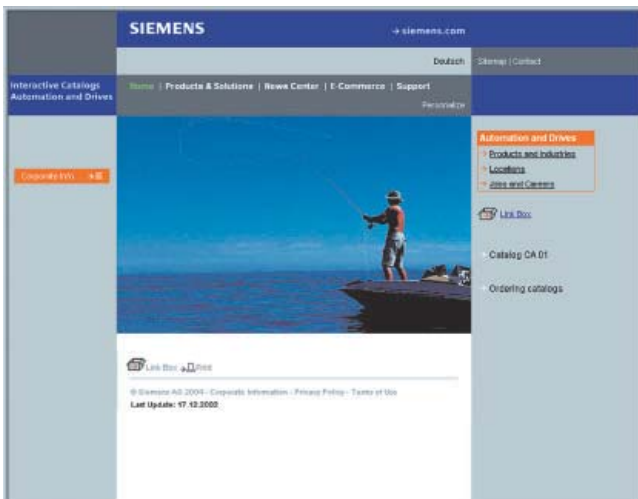 SIEMENS
→ siemens.com
Deutsch
Sitemap | Contact
Interactive Catalogs
Automation and Drives
Home | Products & Solutions | News Center | E-Commerce | Support
Personalize
Automation and Drives
→ Products and Industries
→ Locations
→ Jobs and Careers
Corporate Info
Link Box
Catalog CA 01
Ordering catalogs
Link Box Print
© Siemens AG 2004 - Corporate Information - Privacy Policy - Terms of Use
Last Update: 17.12.2002